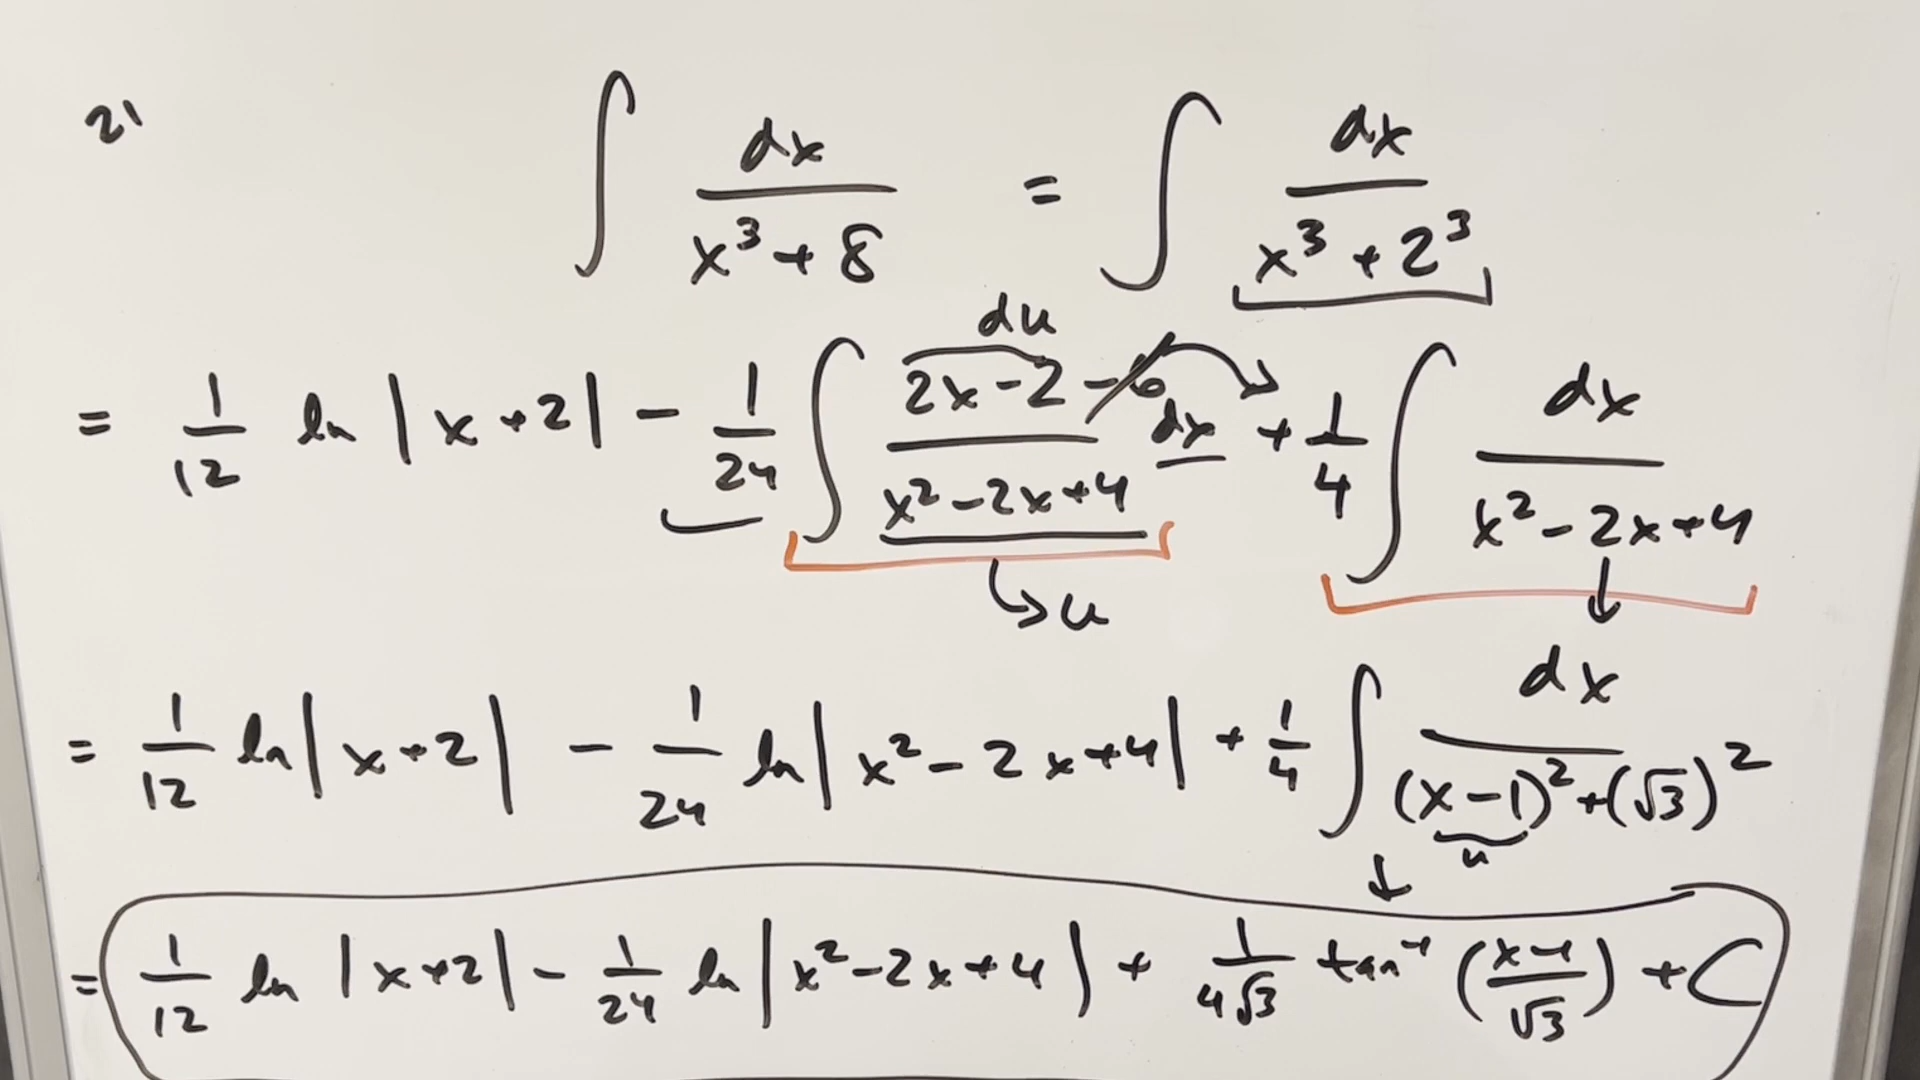 21 ∫ dx/(x³ + 8) = ∫ dx/(x³ + 2³)
= 1/12 ln |x+2| - 1/24 ∫ (2x - 2 - 6)/(x² - 2x + 4) dx + 1/4 ∫ dx/(x² - 2x + 4)
du
u
= 1/12 ln |x+2| - 1/24 ln |x² - 2x + 4| + 1/4 ∫ dx/((x - 1)² + (√3)²)
u
= 1/12 ln |x+2| - 1/24 ln |x² - 2x + 4| + 1/(4√3) tan⁻¹ ((x-1)/√3) + C